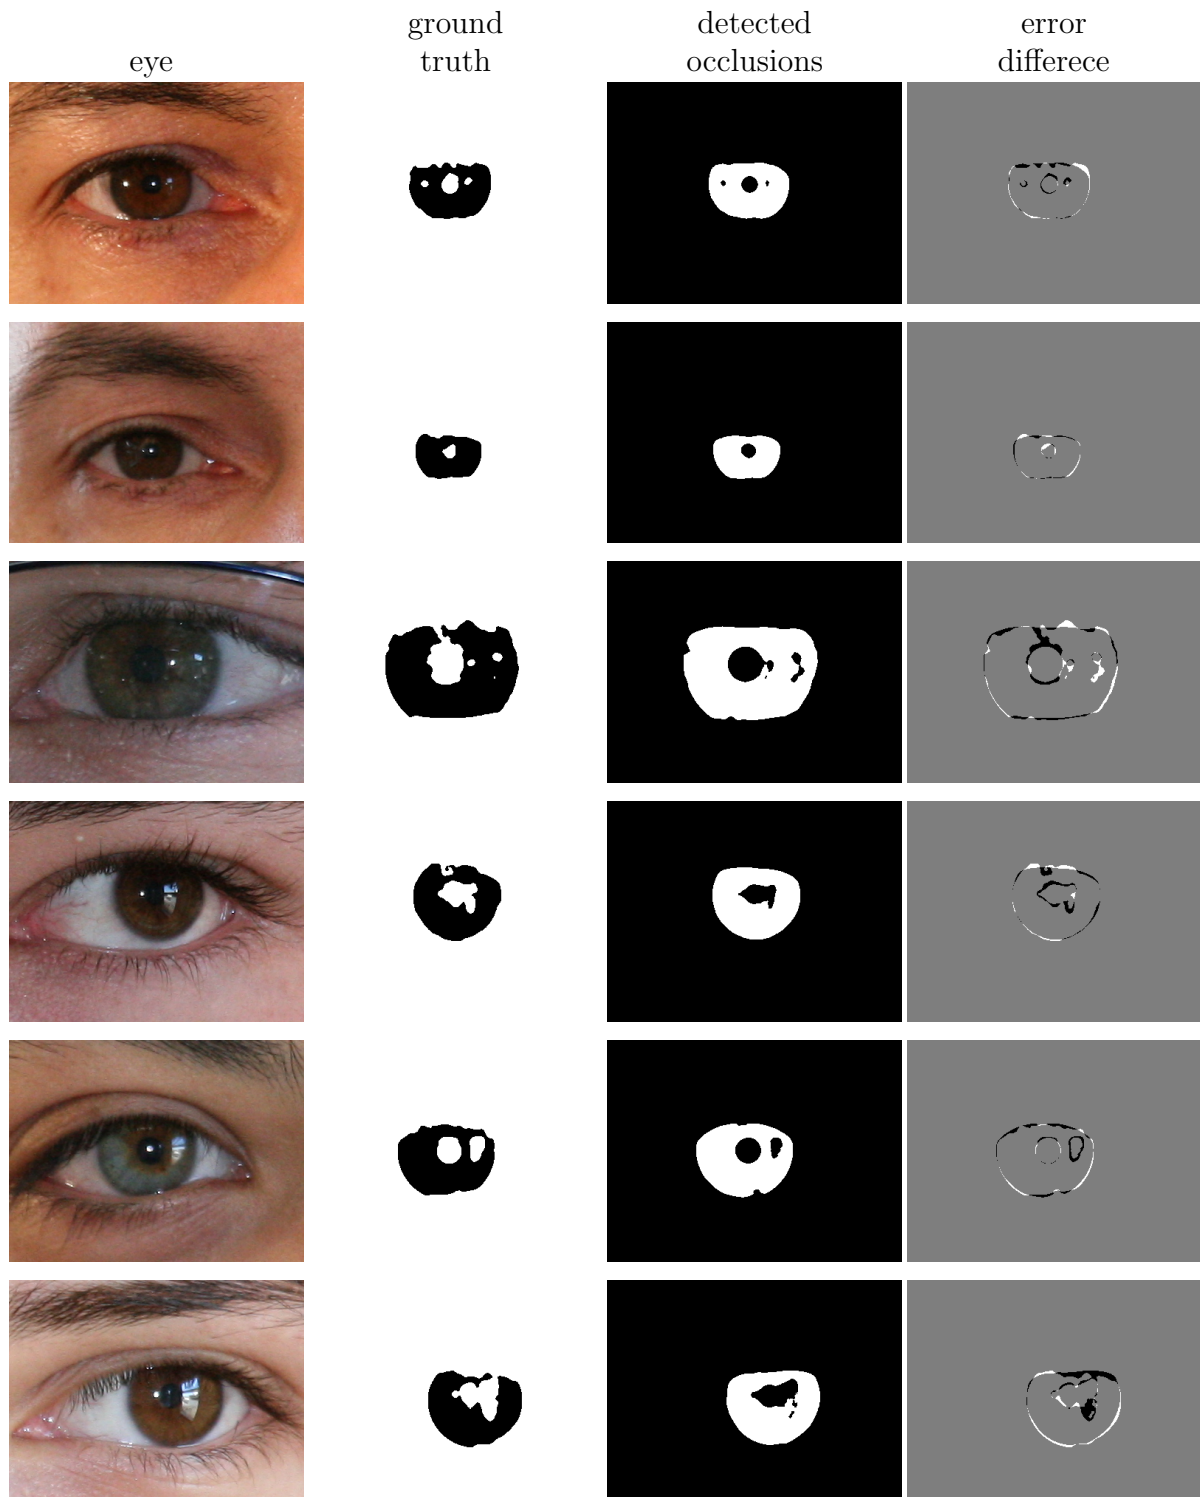 eye
ground
truth
detected
occlusions
error
differece